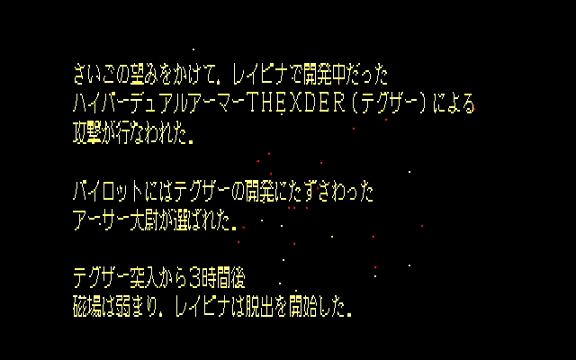 さいごの望みをかけて．レイピナで開発中だった
ハイパーデュアルアーマーＴＨＥＸＤＥＲ（テグザー）による
攻撃が行なわれた。
パイロットにはテグザーの開発にたずさわった
アーサー大尉が選ばれた。
テグザー突入から３時間後
磁場は弱まり．レイピナは脱出を開始した。